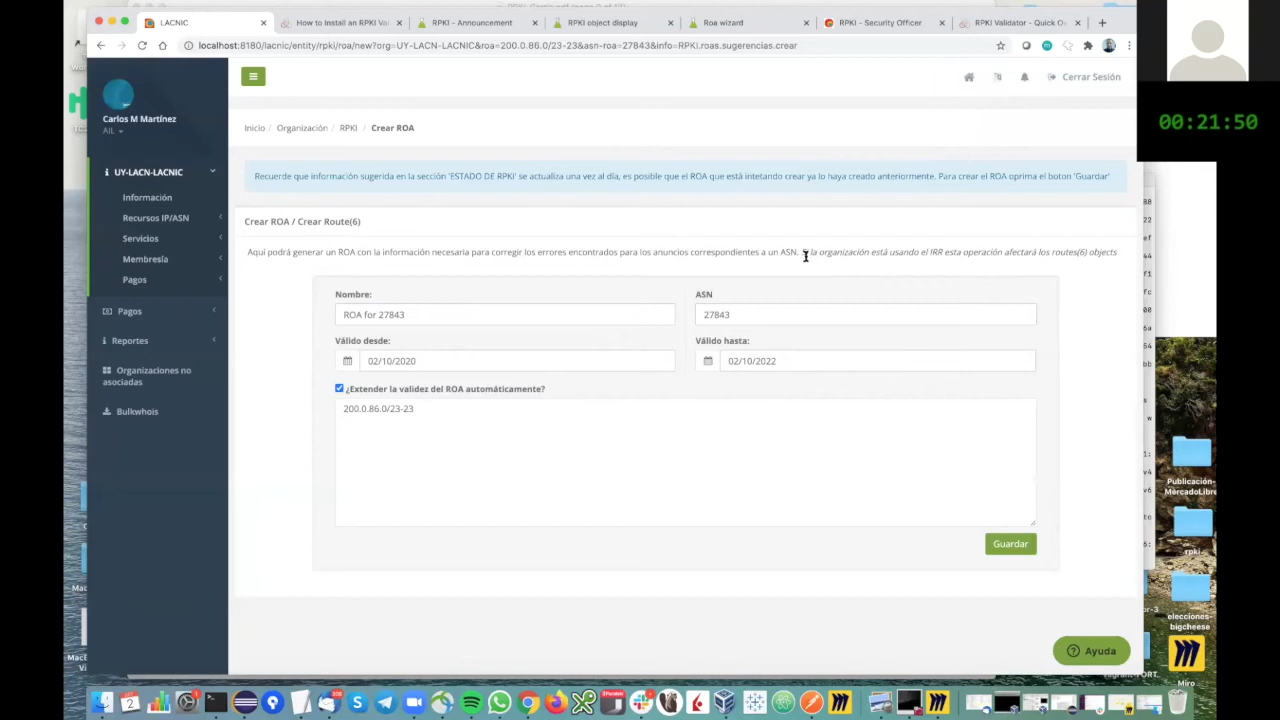 LACNIC
How to Install an RPKI Val
RPKI - Announcement
RPKI object display
Roa wizard
RPKI - Security Officer
RPKI Validator - Quick Ov
localhost:8180/lacnic/entity/rpki/roa/new?org=UY-LACN-LACNIC&roa=200.0.86.0/23-23&asn-roa=27843&info=RPKI.roas.sugerencias.crear
Carlos M Martínez
AIL
Cerrar Sesión
00:21:50
Inicio / Organización / RPKI / Crear ROA
UY-LACN-LACNIC
Información
Recursos IP/ASN
Servicios
Membresía
Pagos
Pagos
Reportes
Organizaciones no
asociadas
Bulkwhois
Recuerde que información sugerida en la sección 'ESTADO DE RPKI' se actualiza una vez al día, es posible que el ROA que está intetando crear ya lo haya creado anteriormente. Para crear el ROA oprima el boton 'Guardar'
Crear ROA / Crear Route(6)
Aquí podrá generar un ROA con la información necesaria para corregir los errores encontrados para los anuncios correspondientes a su ASN. Si la organización está usando el IRR esta operación afectará los routes(6) objects
Nombre:
ASN
ROA for 27843
27843
Válido desde:
Válido hasta:
02/10/2020
02/10/2021
¿Extender la validez del ROA automáticamente?
200.0.86.0/23-23
Guardar
Ayuda
Publicación-
MercadoLibre
rpki
elecciones-
bigcheese
Miro
2